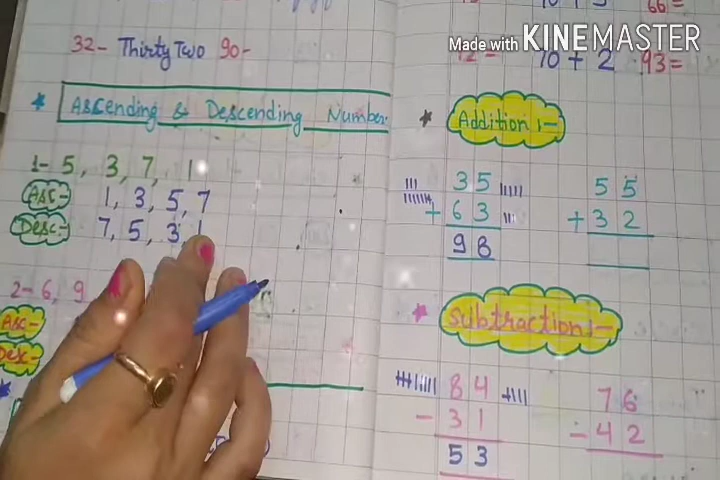 32- Thirty Two 90-
Ascending & Descending Number.
1- 5, 3, 7, 1
Asc-
1, 3, 5, 7
Desc-
7, 5, 3, 1
2- 6, 9
Asc-
Desc-
Made with KINEMASTER
66=
12= 10 + 2 93=
Addition :-
35
+ 63
98
55
+ 32
Subtraction :-
84
- 31
53
76
- 42